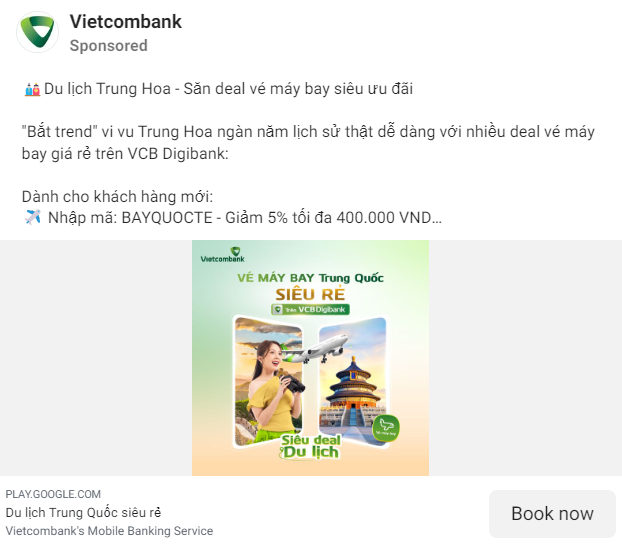 Vietcombank
Sponsored
Du lịch Trung Hoa - Săn deal vé máy bay siêu ưu đãi
"Bắt trend" vi vu Trung Hoa ngàn năm lịch sử thật dễ dàng với nhiều deal vé máy
bay giá rẻ trên VCB Digibank:
Dành cho khách hàng mới:
Nhập mã: BAYQUOCTE - Giảm 5% tối đa 400.000 VND...
Vietcombank
VÉ MÁY BAY Trung Quốc
SIÊU RẺ
Trên VCB Digibank
Siêu deal
Du lịch
PLAY.GOOGLE.COM
Du lịch Trung Quốc siêu rẻ
Vietcombank's Mobile Banking Service
Book now